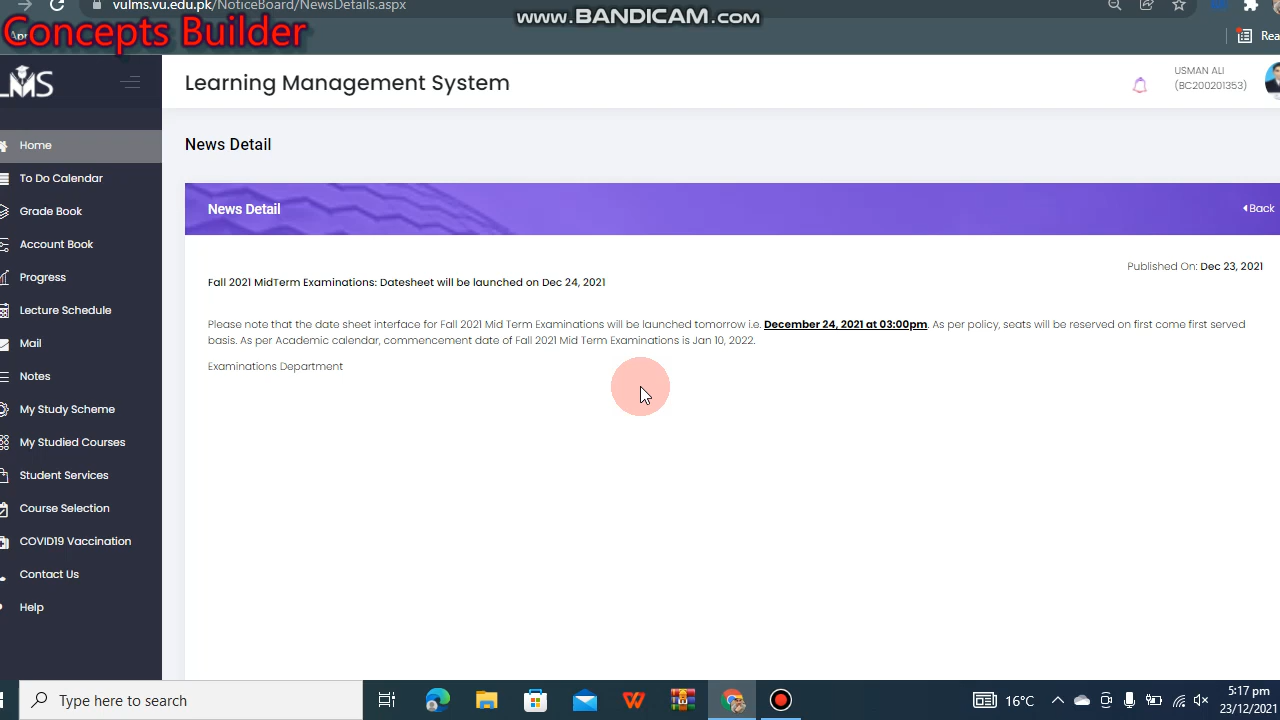 vulms.vu.edu.pk/NoticeBoard/NewsDetails.aspx
WWW.BANDICAM.COM
Concepts Builder
Rea
LMS
Learning Management System
USMAN ALI
(BC200201353)
Home
News Detail
To Do Calendar
News Detail
Back
Grade Book
Account Book
Published On: Dec 23, 2021
Fall 2021 MidTerm Examinations: Datesheet will be launched on Dec 24, 2021
Progress
Lecture Schedule
Please note that the date sheet interface for Fall 2021 Mid Term Examinations will be launched tomorrow i.e. December 24, 2021 at 03:00pm. As per policy, seats will be reserved on first come first served
basis. As per Academic calendar, commencement date of Fall 2021 Mid Term Examinations is Jan 10, 2022.
Mail
Examinations Department
Notes
My Study Scheme
My Studied Courses
Student Services
Course Selection
COVID19 Vaccination
Contact Us
Help
Type here to search
16°C
5:17 pm
23/12/2021